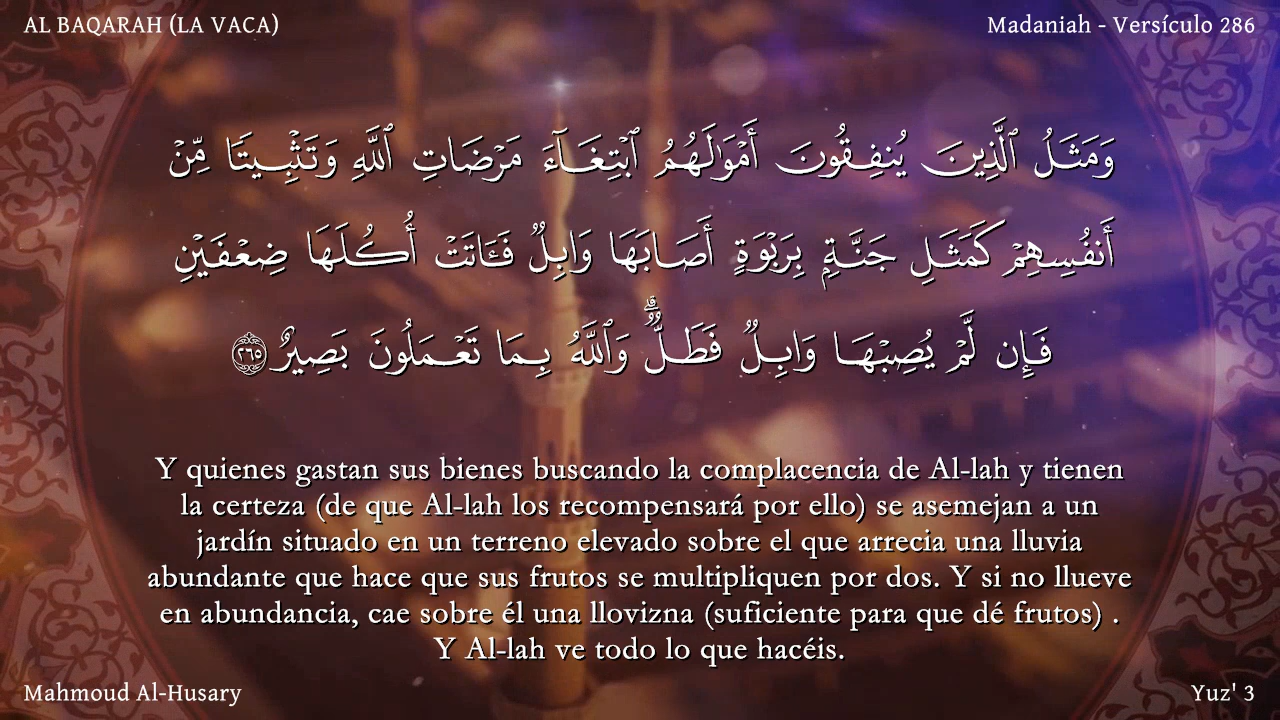 AL BAQARAH (LA VACA)
Madaniah - Versículo 286
وَمَثَلُ ٱلَّذِينَ يُنفِقُونَ أَمْوَٰلَهُمُ ٱبْتِغَآءَ مَرْضَاتِ ٱللَّهِ وَتَثْبِيتًا مِّنْ
أَنفُسِهِمْ كَمَثَلِ جَنَّةٍۭ بِرَبْوَةٍ أَصَابَهَا وَابِلٌ فَـَٔاتَتْ أُكُلَهَا ضِعْفَيْنِ
فَإِن لَّمْ يُصِبْهَا وَابِلٌ فَطَلٌّ ۗ وَٱللَّهُ بِمَا تَعْمَلُونَ بَصِيرٌ ٢٦٥
Y quienes gastan sus bienes buscando la complacencia de Al-lah y tienen
la certeza (de que Al-lah los recompensará por ello) se asemejan a un
jardín situado en un terreno elevado sobre el que arrecia una lluvia
abundante que hace que sus frutos se multipliquen por dos. Y si no llueve
en abundancia, cae sobre él una llovizna (suficiente para que dé frutos) .
Y Al-lah ve todo lo que hacéis.
Mahmoud Al-Husary
Yuz' 3